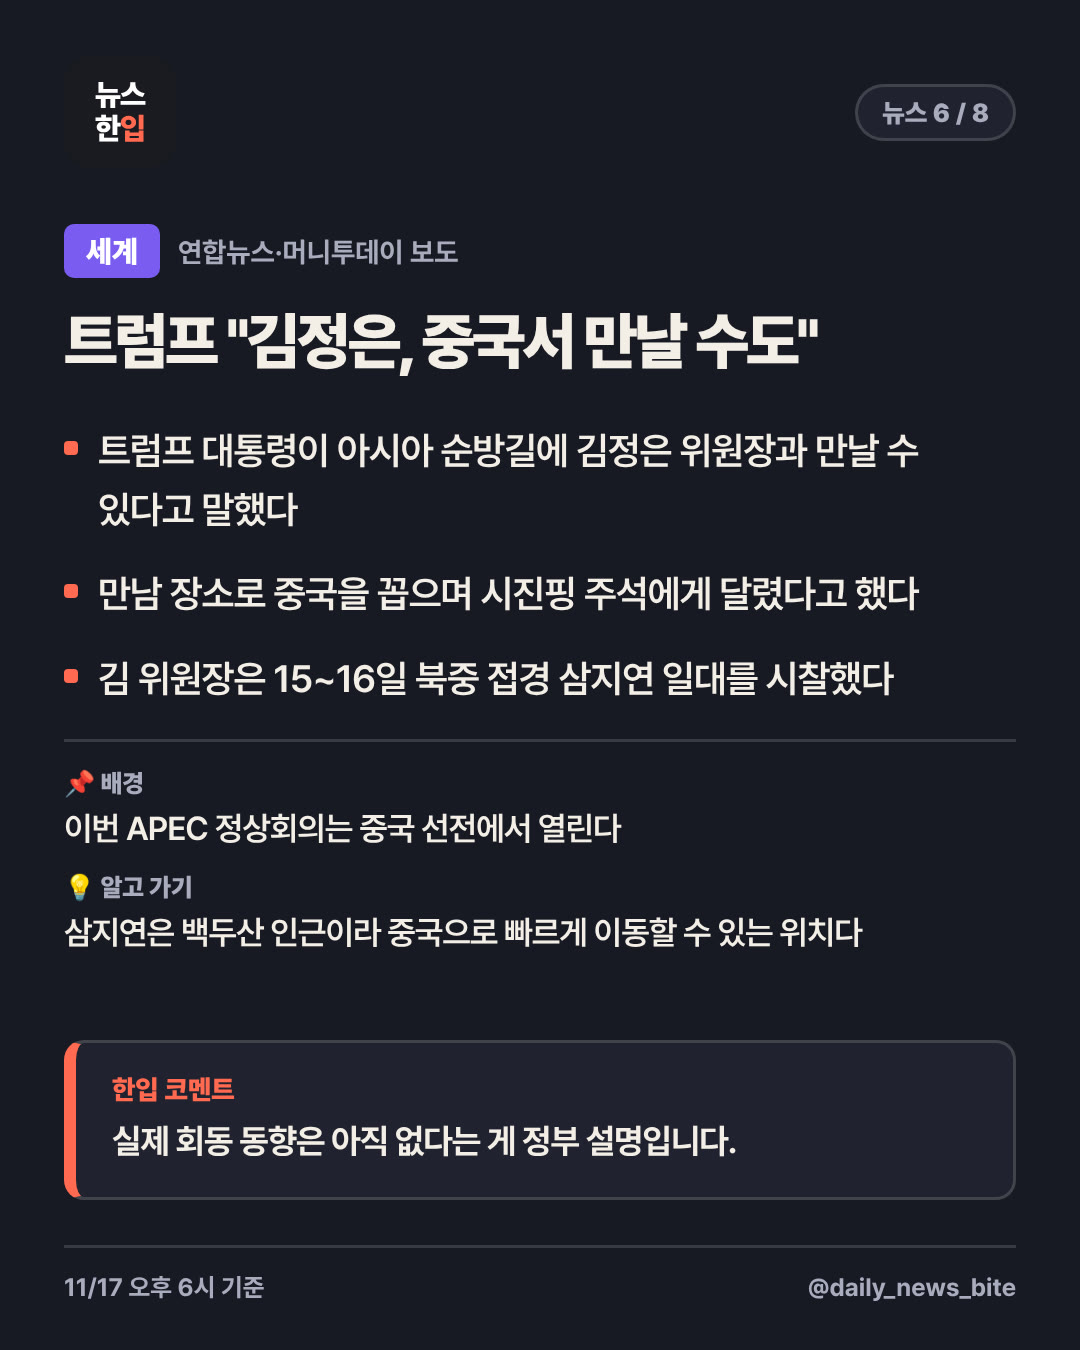 뉴스
한입
뉴스 6 / 8
세계 연합뉴스·머니투데이 보도
트럼프 "김정은, 중국서 만날 수도"
트럼프 대통령이 아시아 순방길에 김정은 위원장과 만날 수
있다고 말했다
만남 장소로 중국을 꼽으며 시진핑 주석에게 달렸다고 했다
김 위원장은 15~16일 북중 접경 삼지연 일대를 시찰했다
📌 배경
이번 APEC 정상회의는 중국 선전에서 열린다
💡 알고 가기
삼지연은 백두산 인근이라 중국으로 빠르게 이동할 수 있는 위치다
한입 코멘트
실제 회동 동향은 아직 없다는 게 정부 설명입니다.
11/17 오후 6시 기준
@daily_news_bite